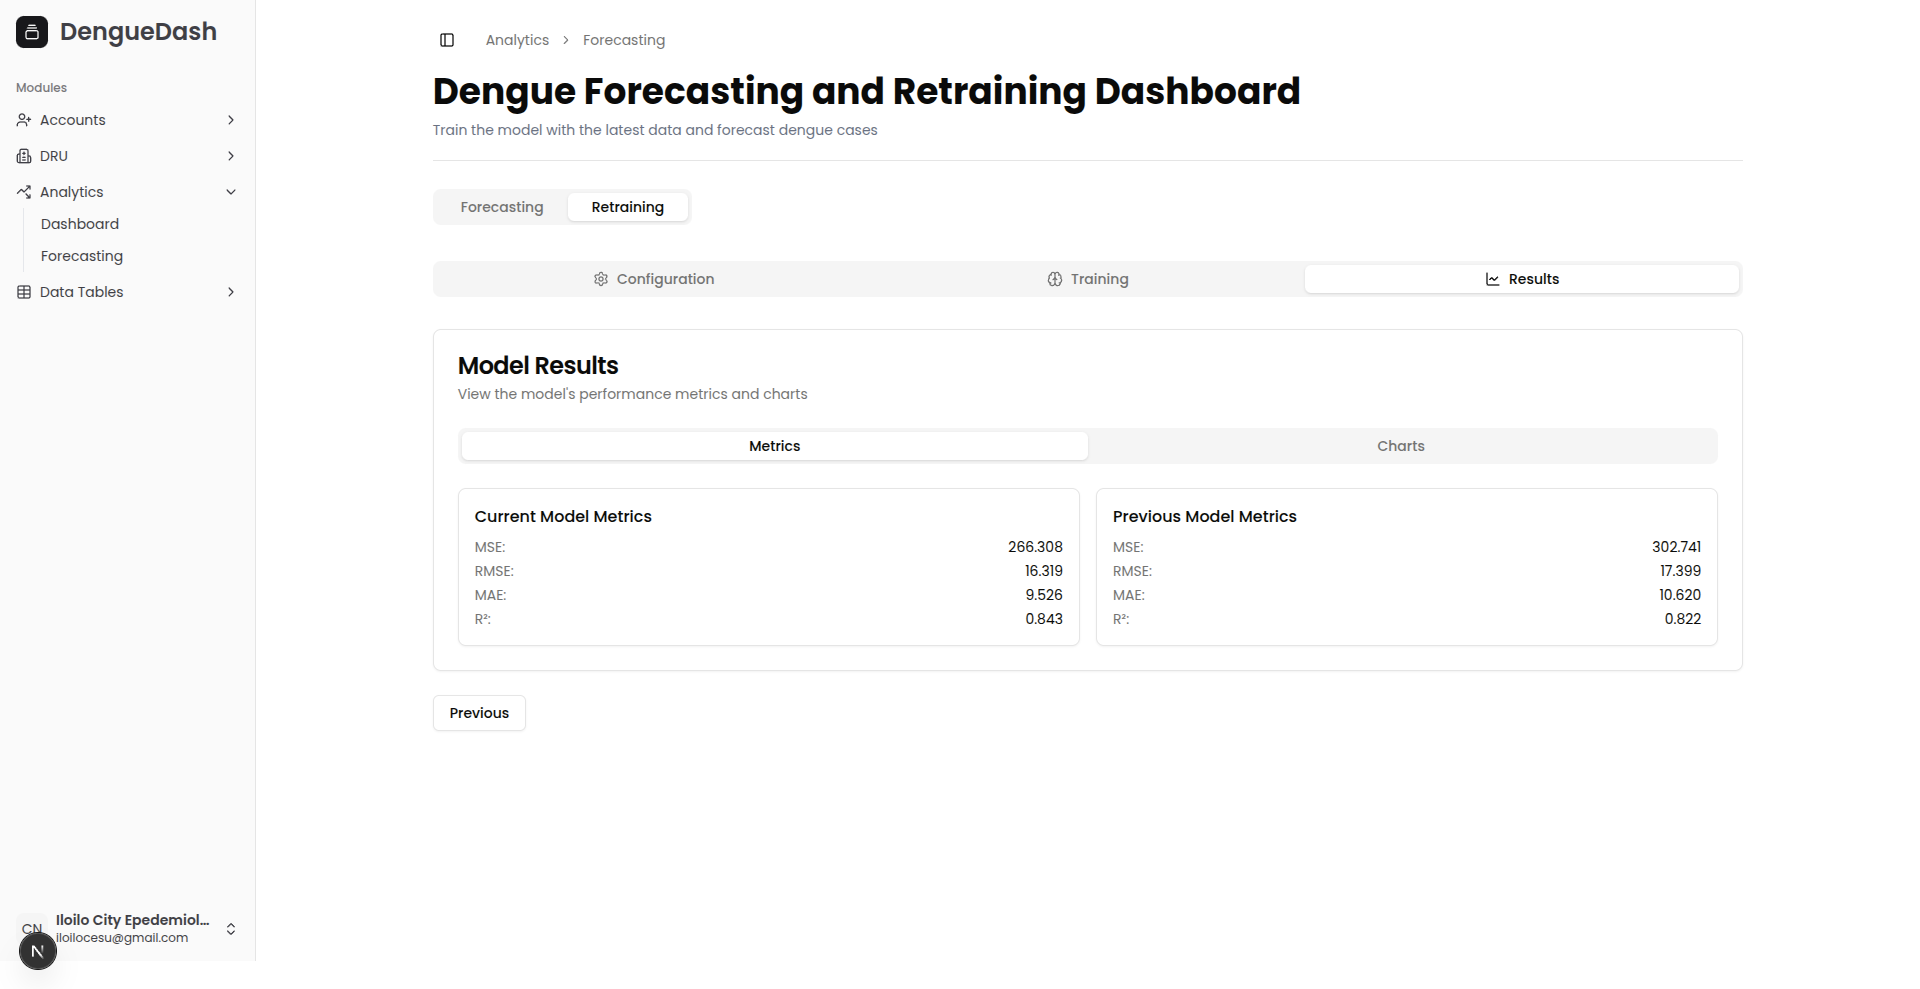 DengueDash
Modules
Accounts
DRU
Analytics
Dashboard
Forecasting
Data Tables
Iloilo City Epedemiol...
CN
iloilocesu@gmail.com
N
Analytics > Forecasting
Dengue Forecasting and Retraining Dashboard
Train the model with the latest data and forecast dengue cases
Forecasting Retraining
Configuration Training Results
Model Results
View the model's performance metrics and charts
Metrics Charts
Current Model Metrics
MSE: 266.308
RMSE: 16.319
MAE: 9.526
R²: 0.843
Previous Model Metrics
MSE: 302.741
RMSE: 17.399
MAE: 10.620
R²: 0.822
Previous